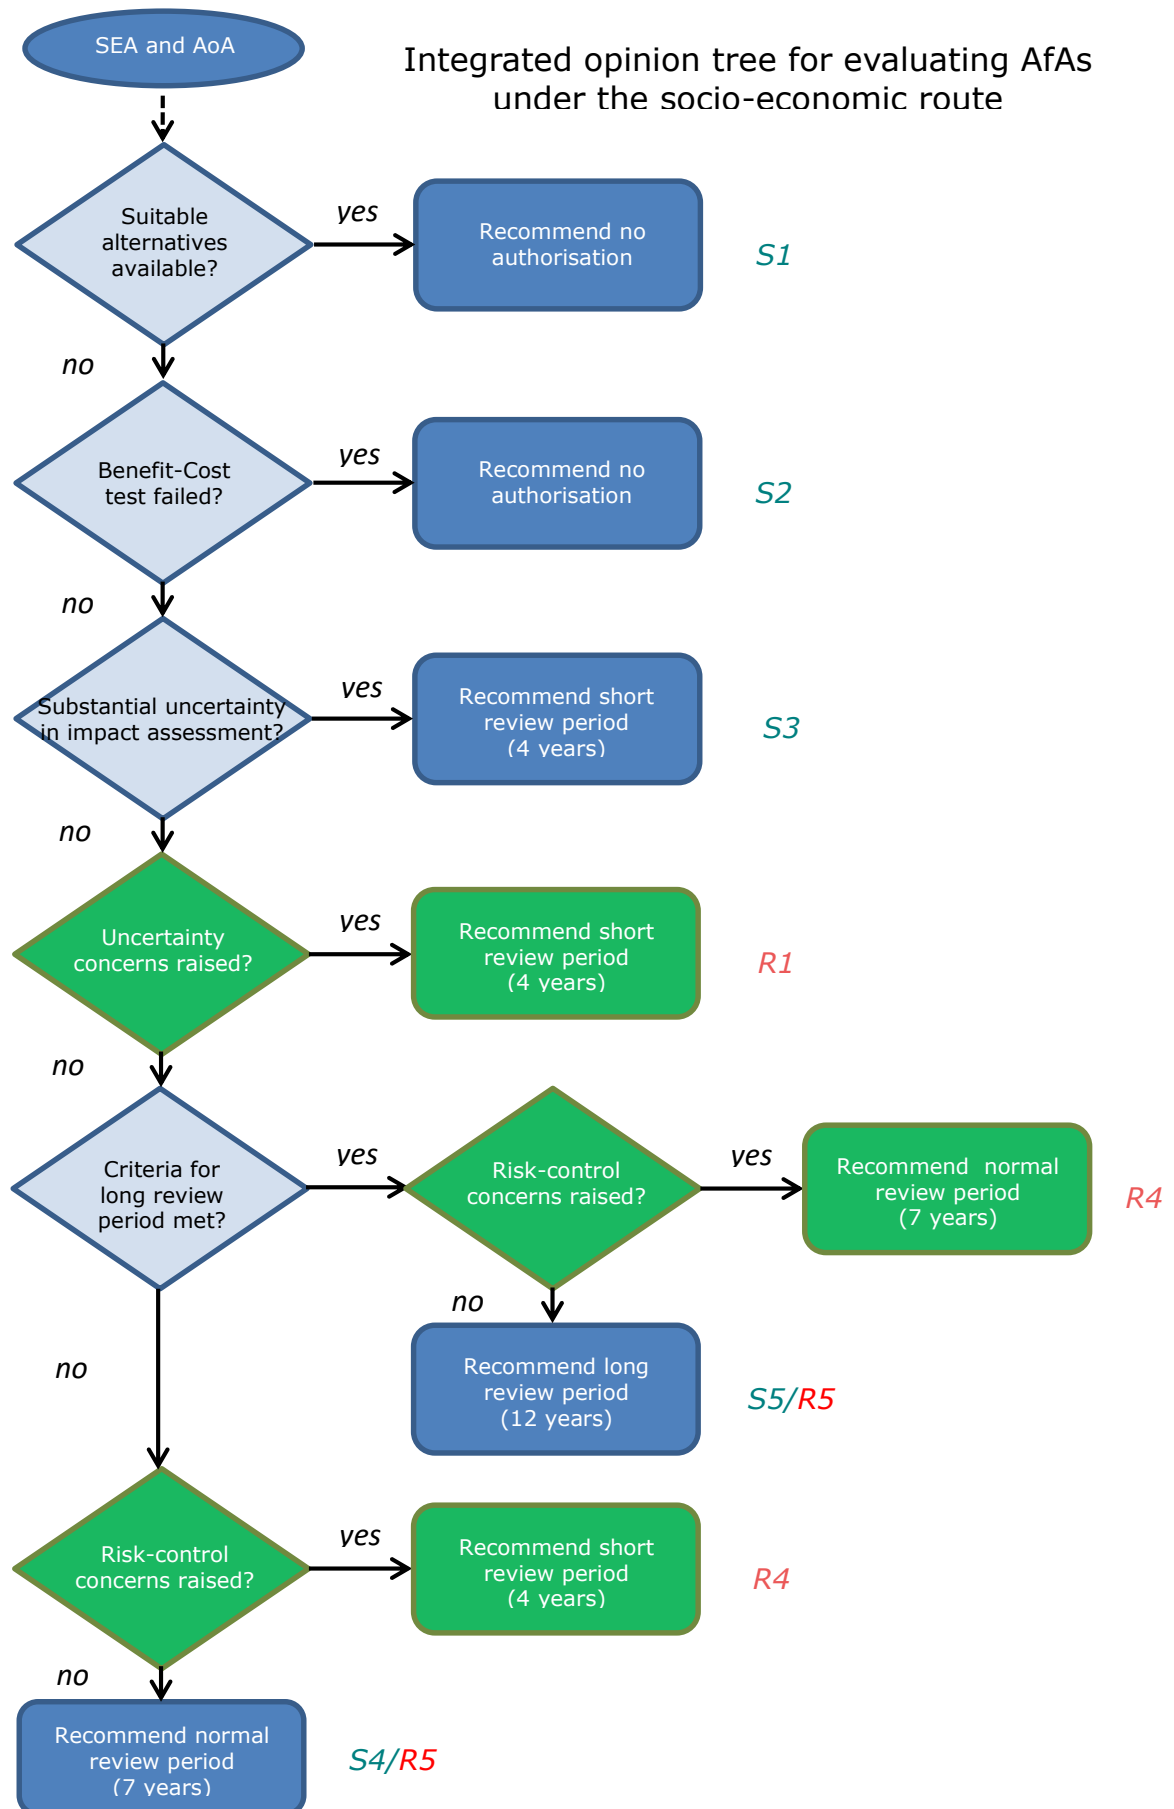 SEA and AoA
Integrated opinion tree for evaluating AfAs
under the socio-economic route
Suitable
alternatives
available?
yes
Recommend no
authorisation
S1
no
Benefit-Cost
test failed?
yes
Recommend no
authorisation
S2
no
Substantial uncertainty
in impact assessment?
yes
Recommend short
review period
(4 years)
S3
no
Uncertainty
concerns raised?
yes
Recommend short
review period
(4 years)
R1
no
Criteria for
long review
period met?
yes
Risk-control
concerns raised?
yes
Recommend normal
review period
(7 years)
R4
no
Recommend long
review period
(12 years)
S5/R5
no
Risk-control
concerns raised?
yes
Recommend short
review period
(4 years)
R4
no
Recommend normal
review period
(7 years)
S4/R5